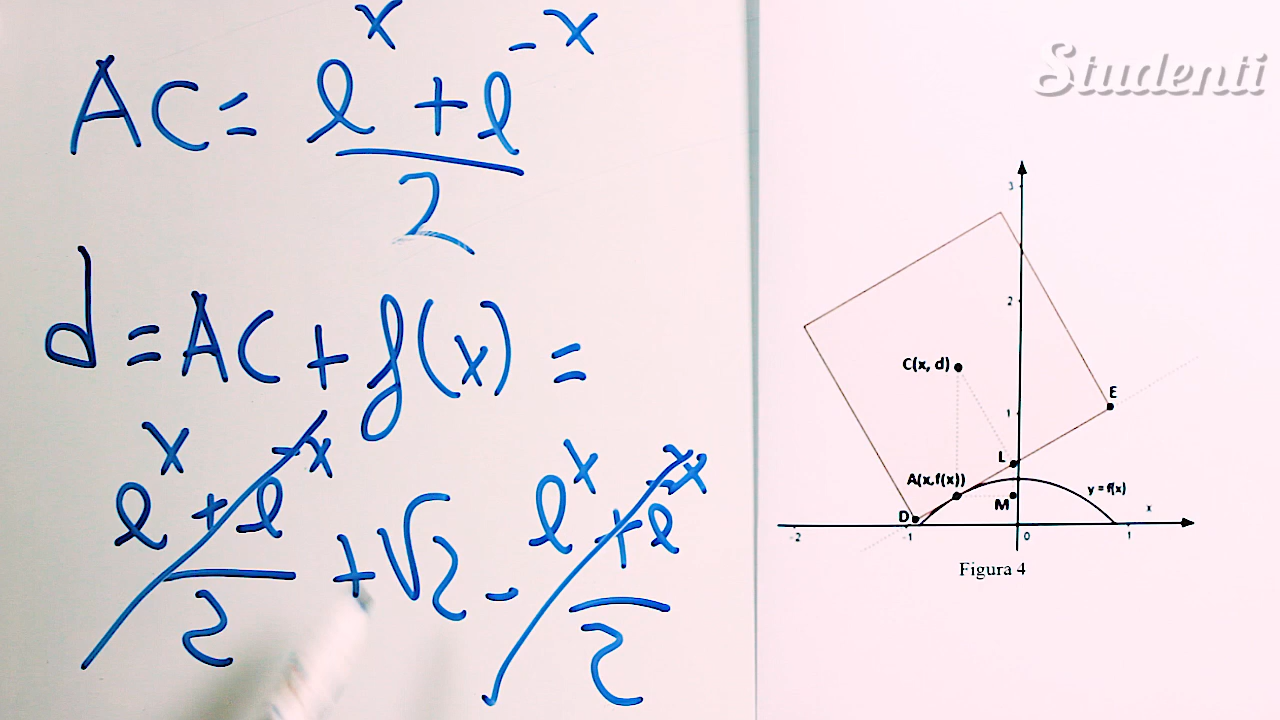 AC = (e^x + e^-x)/2
d = AC + f(x) =
(e^x + e^-x)/2 + √2 - (e^x + e^-x)/2
Studenti
3
2
C(x, d)
E
1
L
A(x,f(x))
M
y = f(x)
x
D
-2
-1
0
1
Figura 4